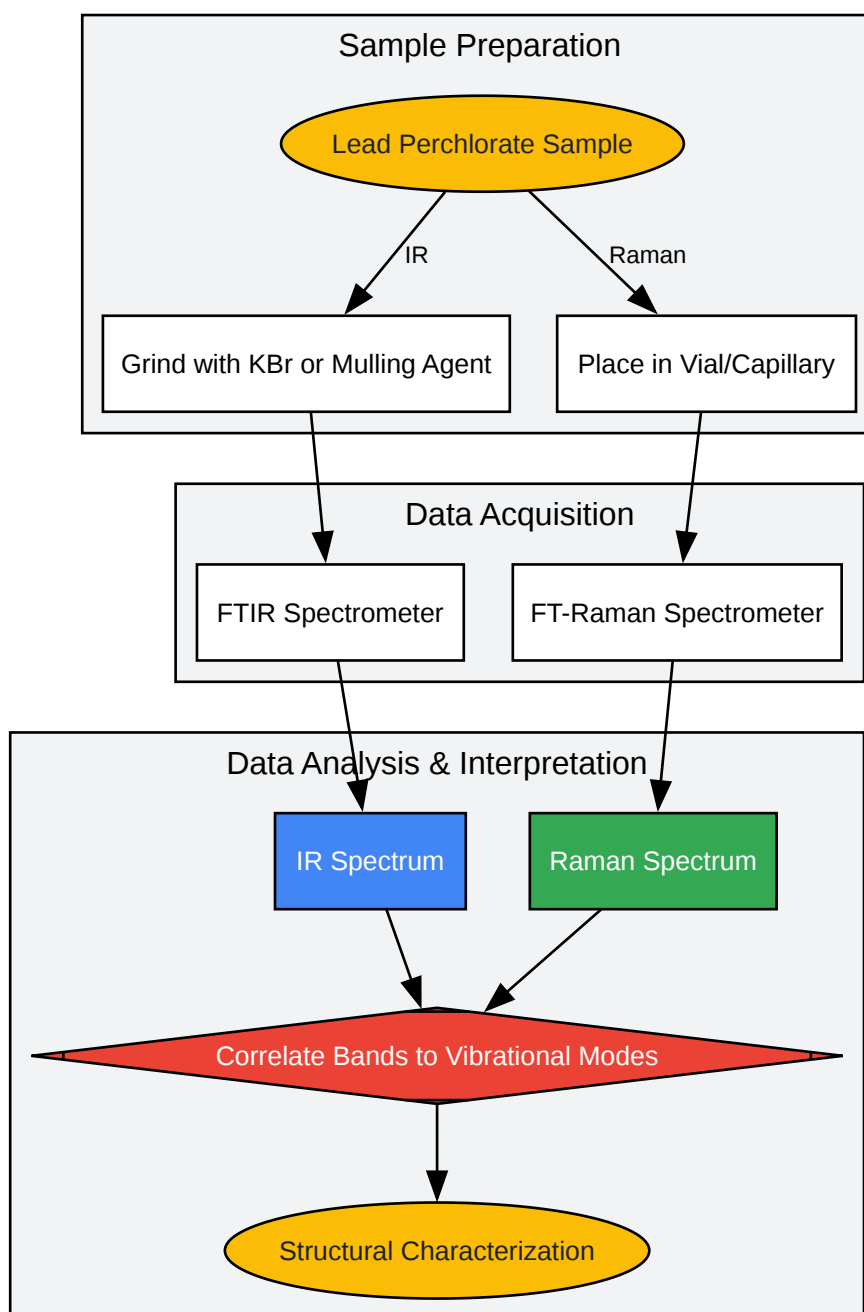 Sample Preparation
Lead Perchlorate Sample
IR
Raman
Grind with KBr or Mulling Agent
Place in Vial/Capillary
Data Acquisition
FTIR Spectrometer
FT-Raman Spectrometer
Data Analysis & Interpretation
IR Spectrum
Raman Spectrum
Correlate Bands to Vibrational Modes
Structural Characterization